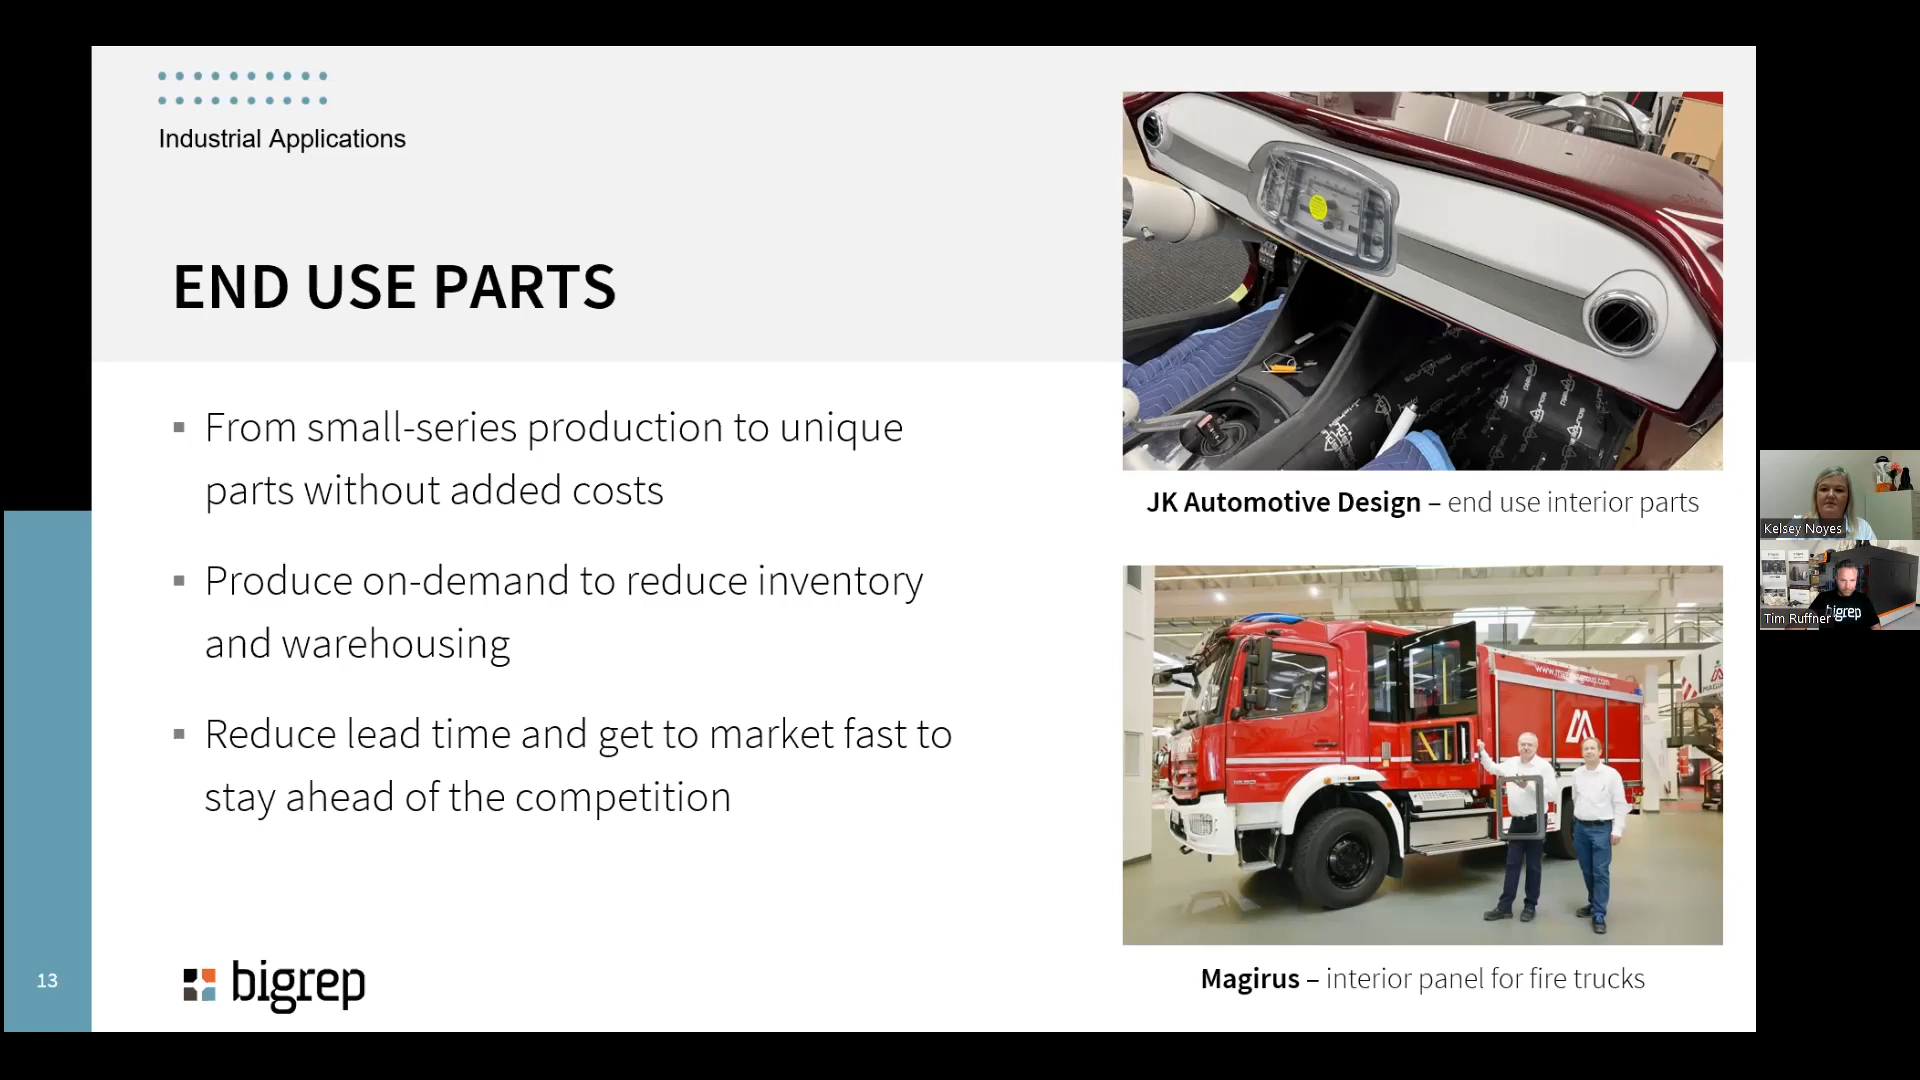 Industrial Applications
END USE PARTS
From small-series production to unique
parts without added costs
Produce on-demand to reduce inventory
and warehousing
Reduce lead time and get to market fast to
stay ahead of the competition
13
bigrep
JK Automotive Design – end use interior parts
Magirus – interior panel for fire trucks
Kelsey Noyes
bigrep
Tim Ruffner